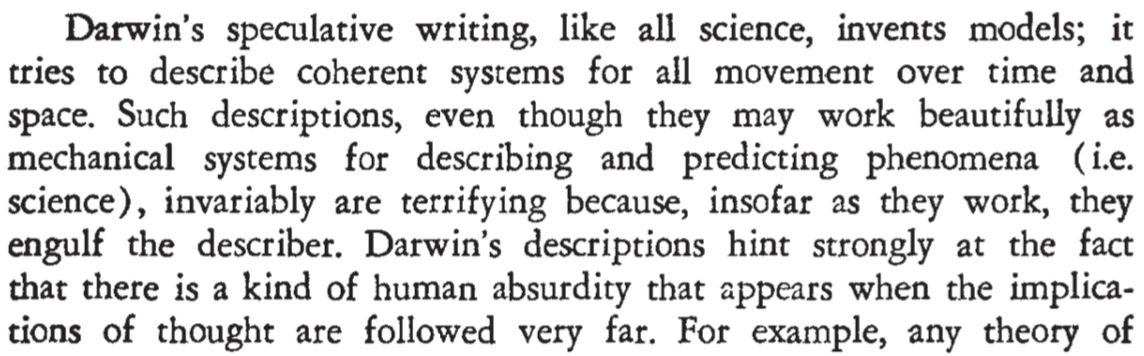 Darwin's speculative writing, like all science, invents models; it
tries to describe coherent systems for all movement over time and
space. Such descriptions, even though they may work beautifully as
mechanical systems for describing and predicting phenomena (i.e.
science), invariably are terrifying because, insofar as they work, they
engulf the describer. Darwin's descriptions hint strongly at the fact
that there is a kind of human absurdity that appears when the implica-
tions of thought are followed very far. For example, any theory of